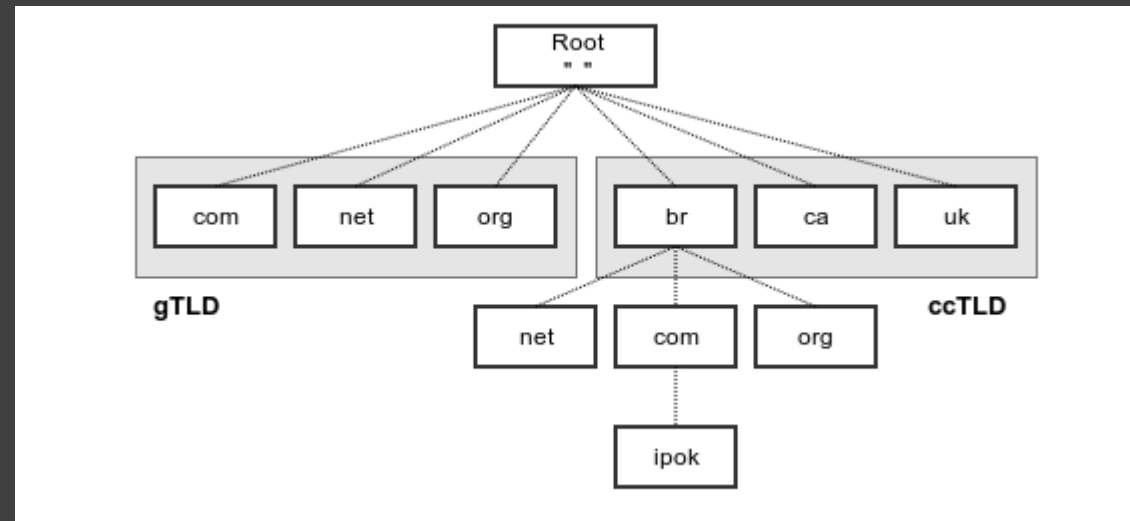 Root
" "
com net org br ca uk
gTLD ccTLD
net com org
ipok